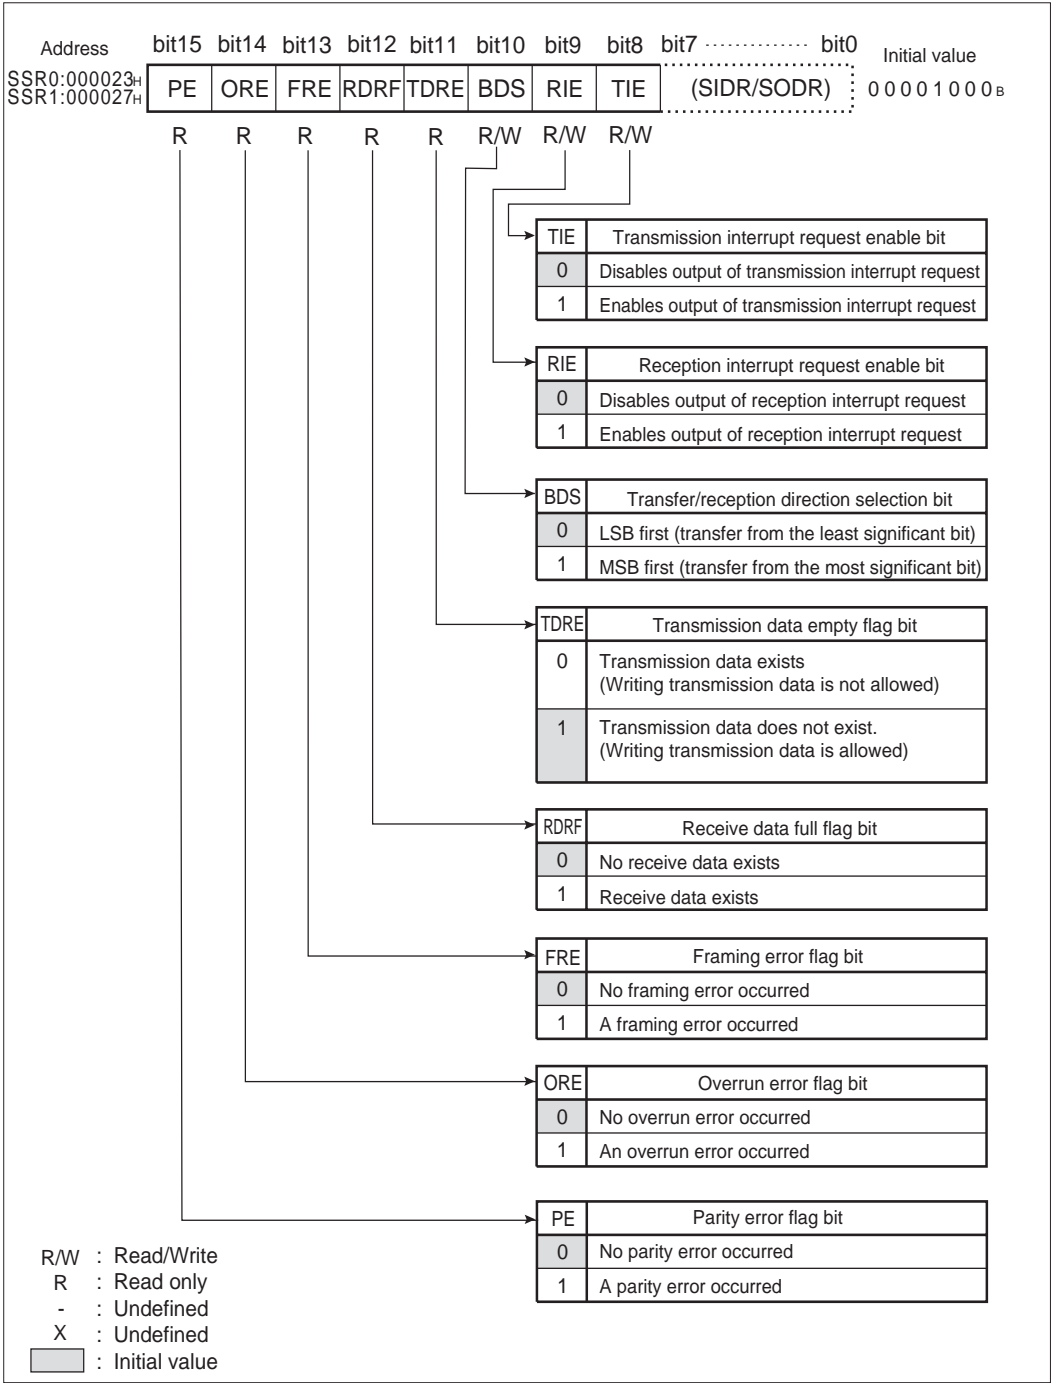 Address bit15 bit14 bit13 bit12 bit11 bit10 bit9 bit8 bit7 ·············· bit0 Initial value
SSR0:000023H
SSR1:000027H
PE ORE FRE RDRF TDRE BDS RIE TIE (SIDR/SODR) 0 0 0 0 1 0 0 0 B
R R R R R R/W R/W R/W
TIE Transmission interrupt request enable bit
0 Disables output of transmission interrupt request
1 Enables output of transmission interrupt request
RIE Reception interrupt request enable bit
0 Disables output of reception interrupt request
1 Enables output of reception interrupt request
BDS Transfer/reception direction selection bit
0 LSB first (transfer from the least significant bit)
1 MSB first (transfer from the most significant bit)
TDRE Transmission data empty flag bit
0 Transmission data exists
(Writing transmission data is not allowed)
1 Transmission data does not exist.
(Writing transmission data is allowed)
RDRF Receive data full flag bit
0 No receive data exists
1 Receive data exists
FRE Framing error flag bit
0 No framing error occurred
1 A framing error occurred
ORE Overrun error flag bit
0 No overrun error occurred
1 An overrun error occurred
PE Parity error flag bit
0 No parity error occurred
1 A parity error occurred
R/W : Read/Write
R : Read only
- : Undefined
X : Undefined
: Initial value